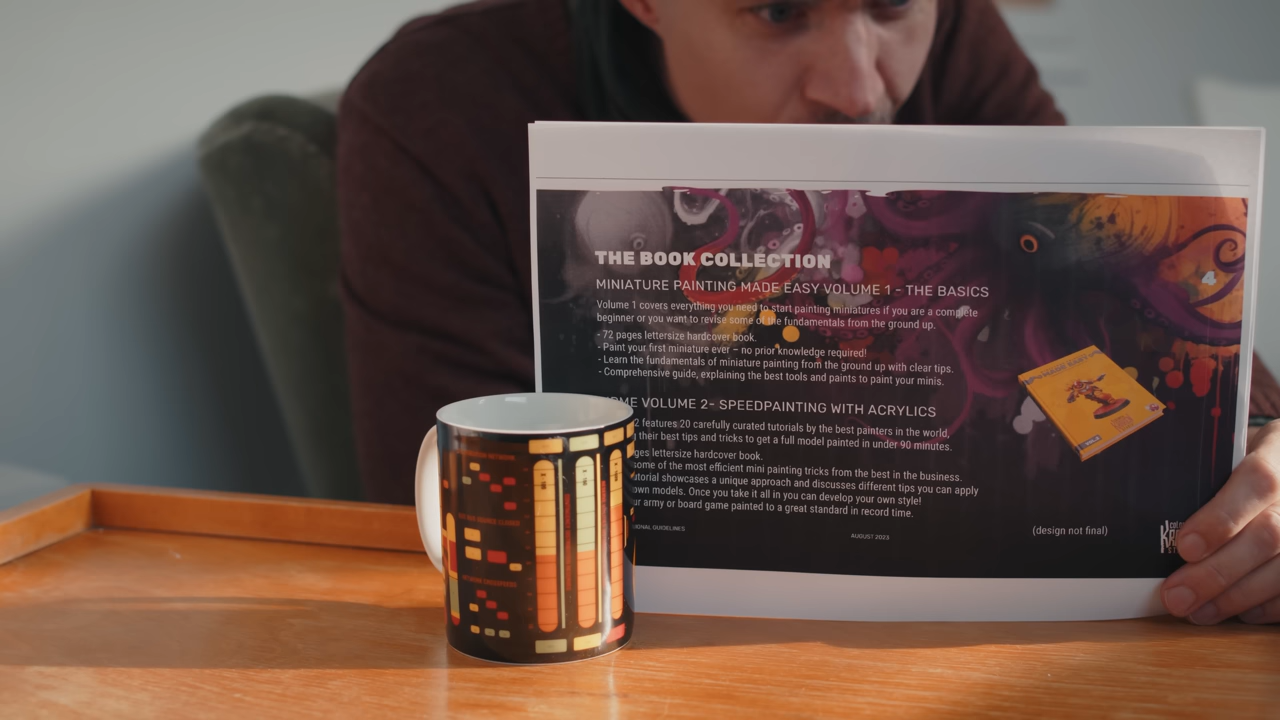 THE BOOK COLLECTION
MINIATURE PAINTING MADE EASY VOLUME 1 - THE BASICS
Volume 1 covers everything you need to start painting miniatures if you are a complete
beginner or you want to revise some of the fundamentals from the ground up.
- 72 pages lettersize hardcover book.
- Paint your first miniature ever – no prior knowledge required!
- Learn the fundamentals of miniature painting from the ground up with clear tips.
- Comprehensive guide, explaining the best tools and paints to paint your minis.
VOLUME 2- SPEEDPAINTING WITH ACRYLICS
2 features 20 carefully curated tutorials by the best painters in the world,
their best tips and tricks to get a full model painted in under 90 minutes.
lettersize hardcover book.
some of the most efficient mini painting tricks from the best in the business.
showcases a unique approach and discusses different tips you can apply
own models. Once you take it all in you can develop your own style!
army or board game painted to a great standard in record time.
GUIDELINES
AUGUST 2023
(design not final)
MADE EASY